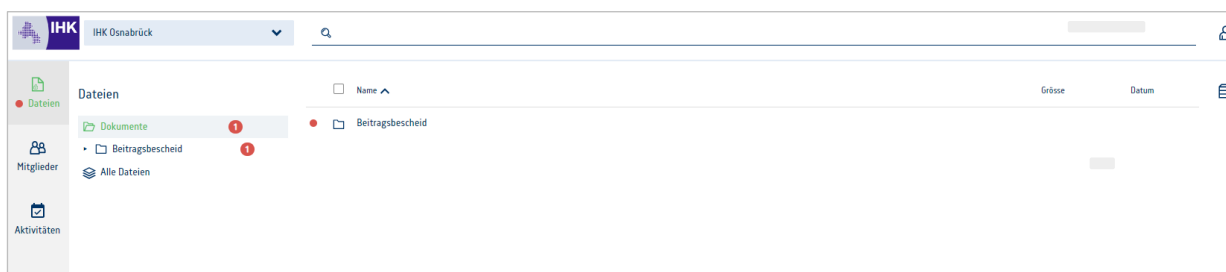 IHK
IHK Osnabrück
Dateien
Mitglieder
Aktivitäten
Dateien
Dokumente 1
Beitragsbescheid 1
Alle Dateien
Name Grösse Datum
Beitragsbescheid